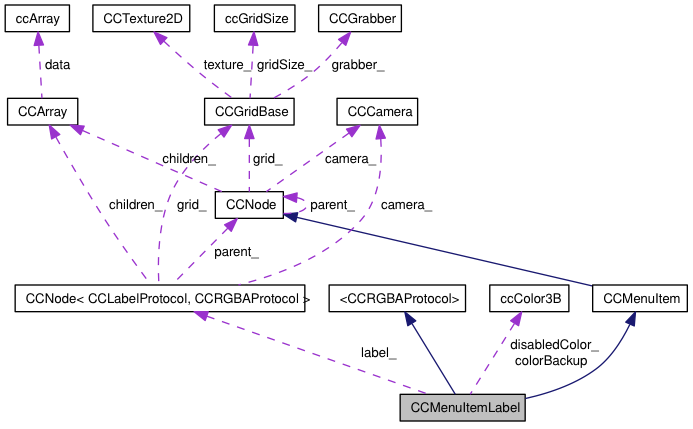 ccArray
CCTexture2D
ccGridSize
CCGrabber
data
texture_
gridSize_
grabber_
CCArray
CCGridBase
CCCamera
children_
grid_
camera_
children_
grid_
CCNode
parent_
camera_
parent_
CCNode< CCLabelProtocol, CCRGBAProtocol >
<CCRGBAProtocol>
ccColor3B
CCMenuItem
label_
disabledColor_
colorBackup
CCMenuItemLabel